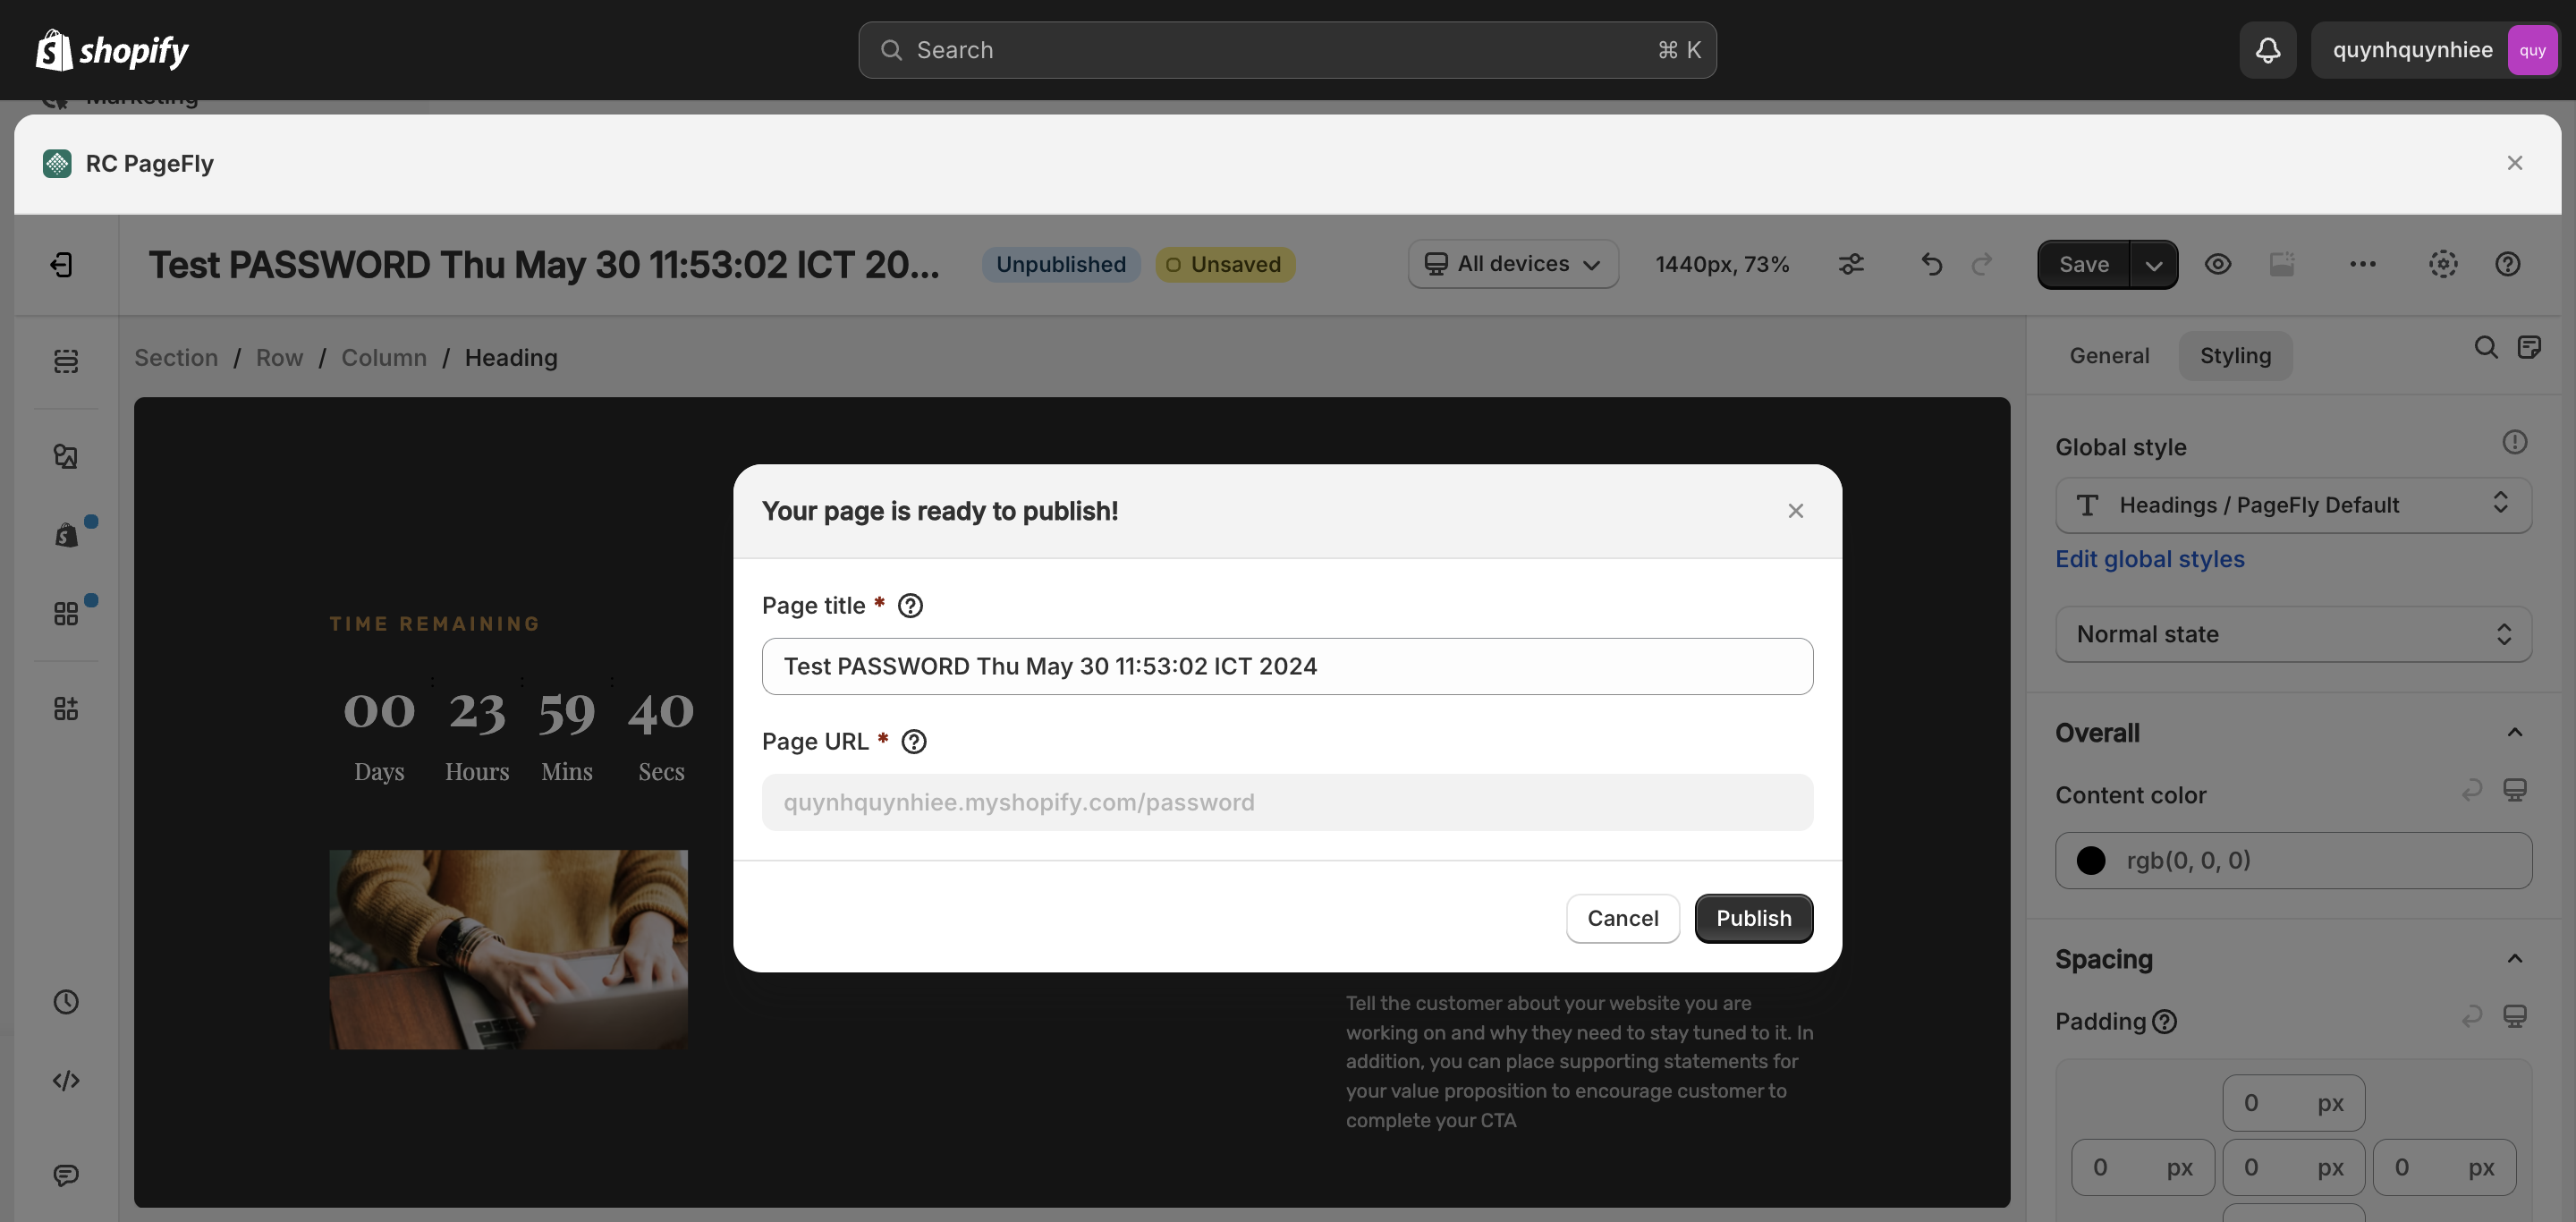 shopify
Search
⌘ K
quynhquynhiee
quy
Marketing
RC PageFly
Test PASSWORD Thu May 30 11:53:02 ICT 20...
Unpublished
Unsaved
All devices
1440px, 73%
Save
Section / Row / Column / Heading
General
Styling
Global style
Headings / PageFly Default
Edit global styles
Normal state
Overall
Content color
rgb(0, 0, 0)
Spacing
Padding
0 px
0 px
0 px
0 px
TIME REMAINING
00 : 23 : 59 : 40
Days Hours Mins Secs
Your page is ready to publish!
Page title *
Test PASSWORD Thu May 30 11:53:02 ICT 2024
Page URL *
quynhquynhiee.myshopify.com/password
Cancel
Publish
Tell the customer about your website you are
working on and why they need to stay tuned to it. In
addition, you can place supporting statements for
your value proposition to encourage customer to
complete your CTA